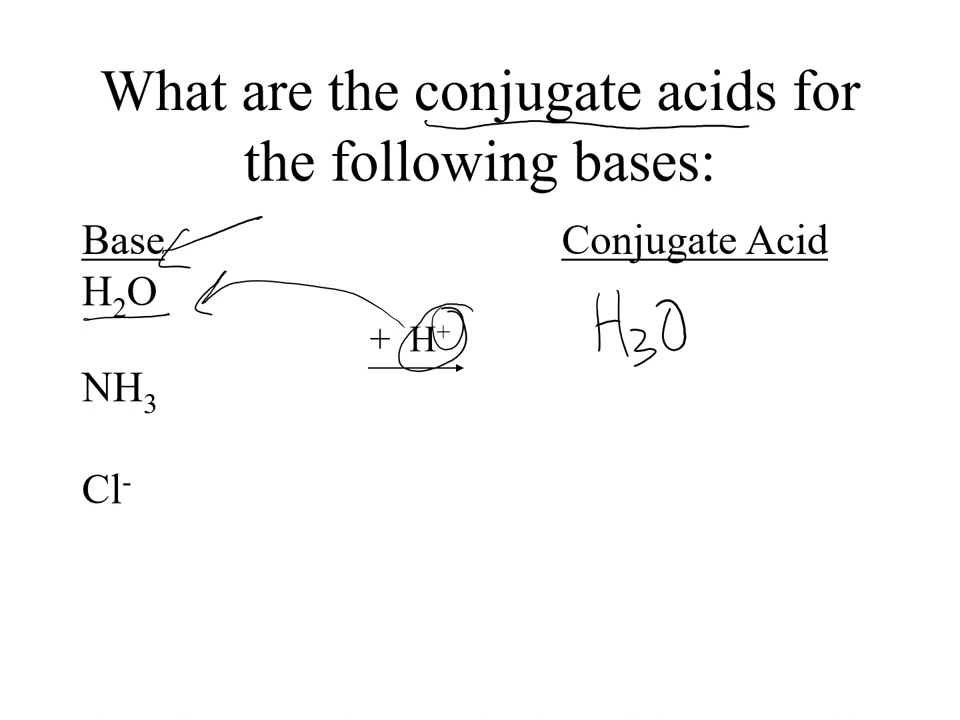 What are the conjugate acids for
the following bases:
Base Conjugate Acid
H₂O
+ H⁺ H₃O
NH₃
Cl⁻